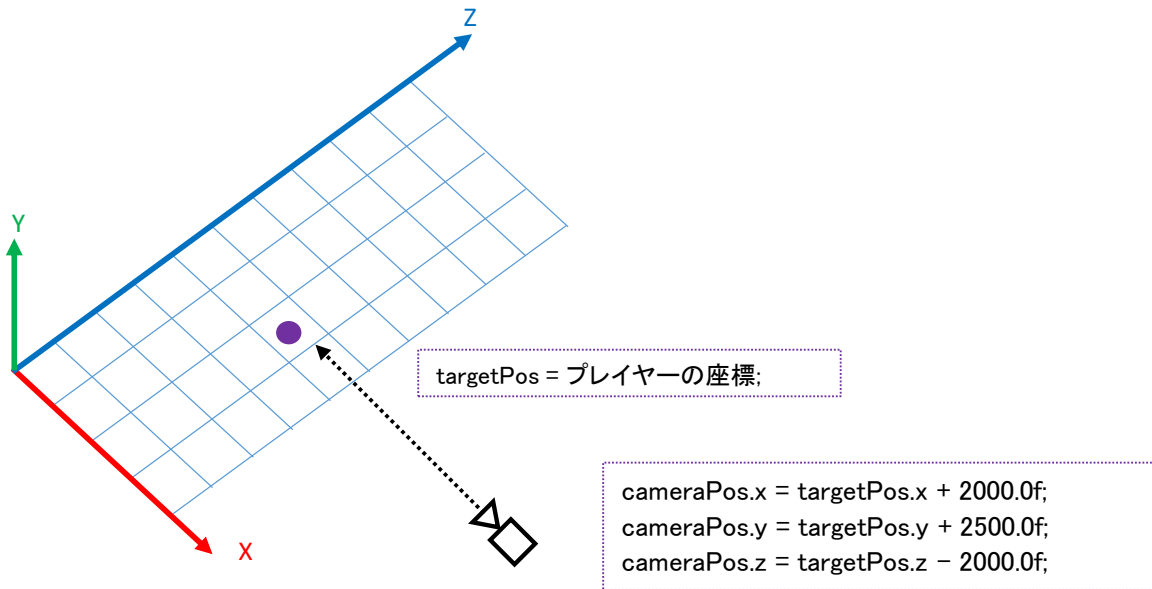 Z
Y
targetPos = プレイヤーの座標;
cameraPos.x = targetPos.x + 2000.0f;
cameraPos.y = targetPos.y + 2500.0f;
cameraPos.z = targetPos.z − 2000.0f;
X